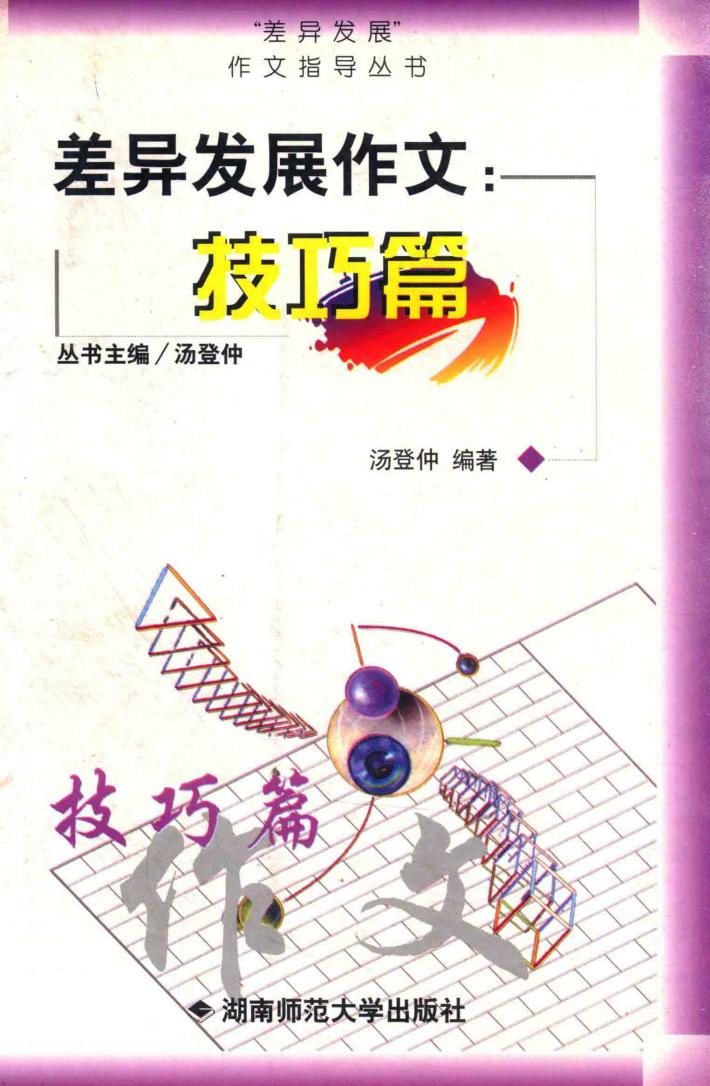 “差异发展”
作文指导丛书
差异发展作文：
技巧篇
丛书主编／汤登仲
汤登仲 编著
技巧篇
作文
湖南师范大学出版社